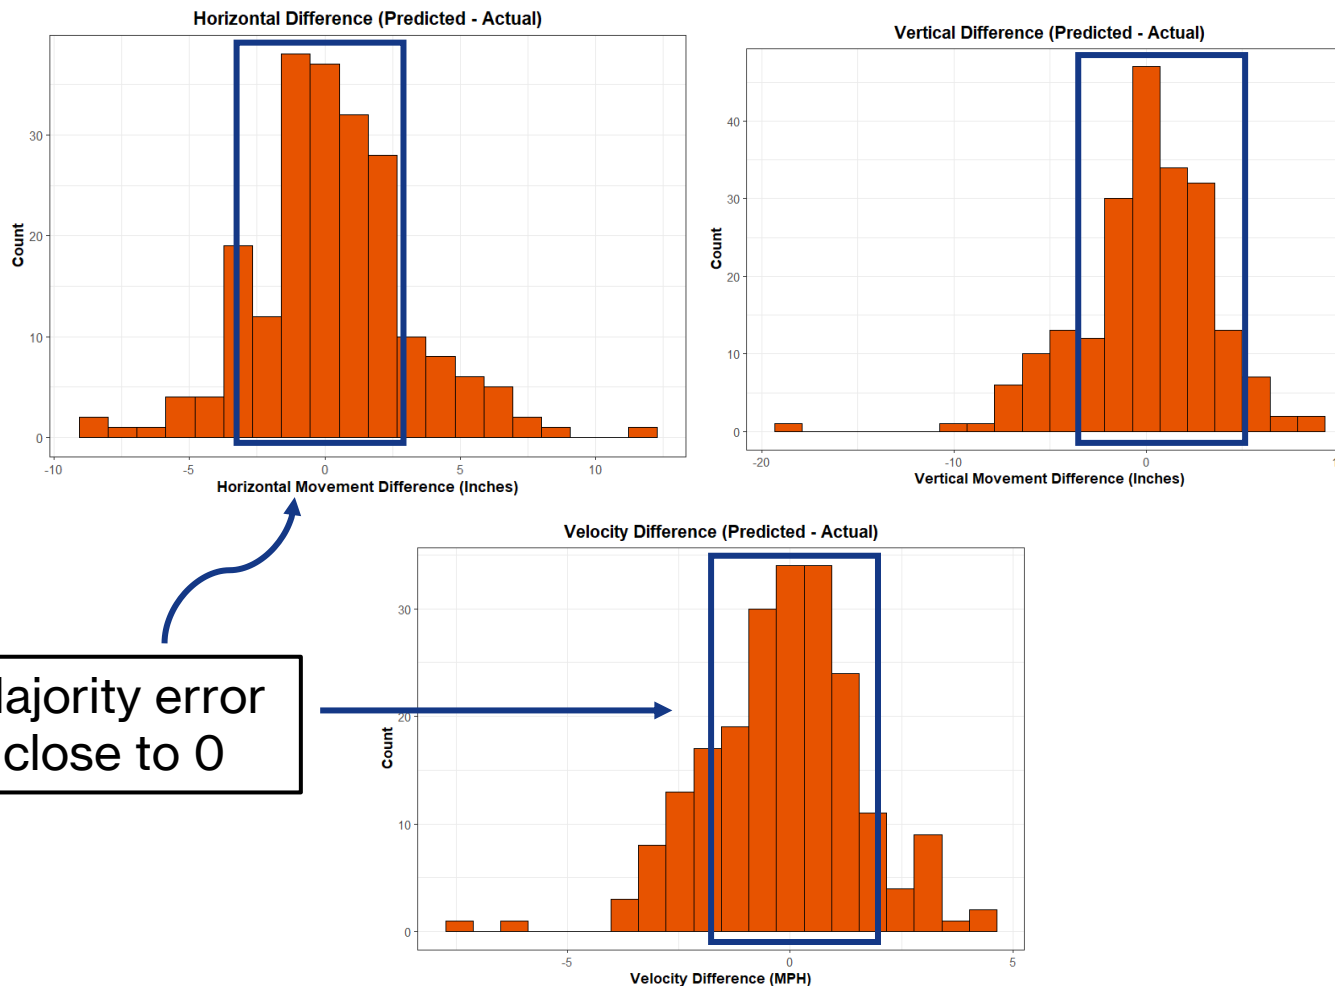 Horizontal Difference (Predicted - Actual)
Count
30
20
10
0
-10
-5
0
5
10
Horizontal Movement Difference (Inches)
Vertical Difference (Predicted - Actual)
Count
40
30
20
10
0
-20
-10
0
Vertical Movement Difference (Inches)
Velocity Difference (Predicted - Actual)
Count
30
20
10
0
-5
0
5
Velocity Difference (MPH)
error
close to 0